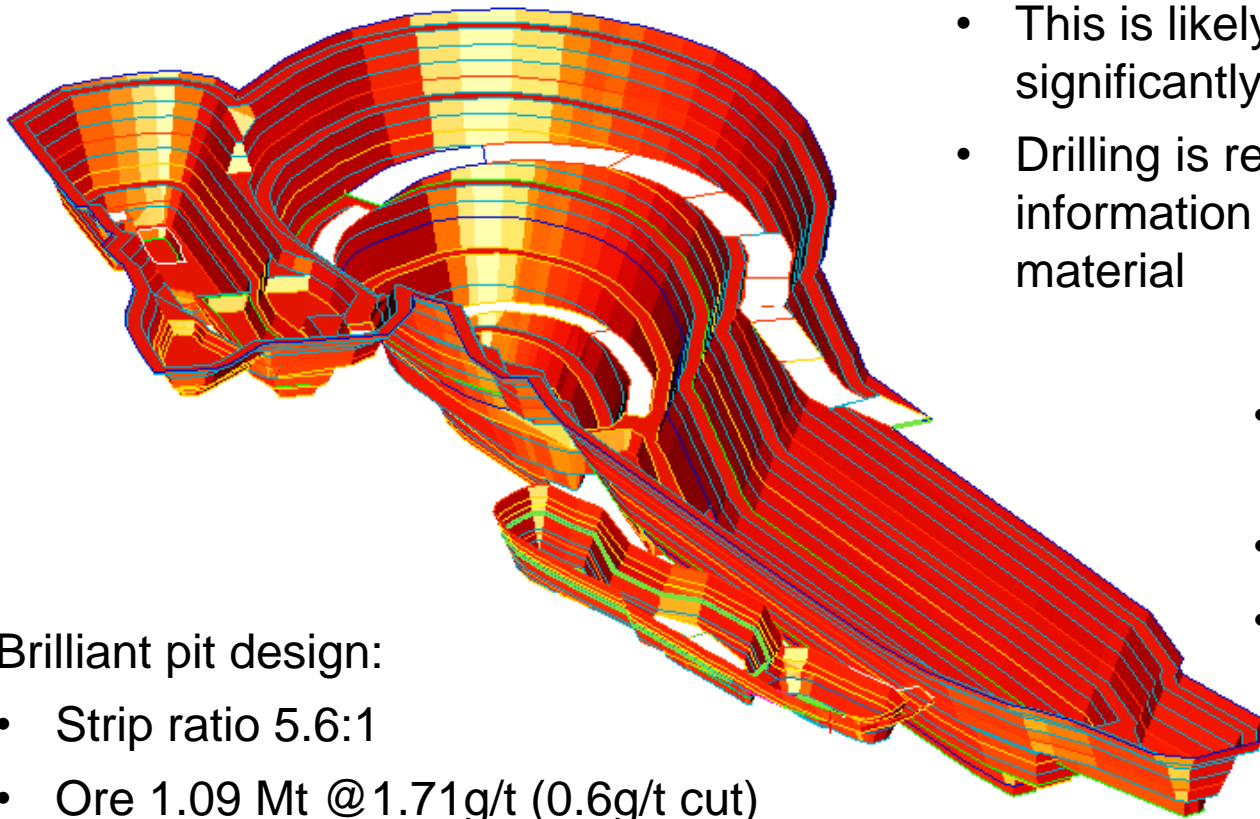 • This is likely
significantly
• Drilling is re
information
material
•
•
•
Brilliant pit design:
• Strip ratio 5.6:1
• Ore 1.09 Mt @1.71g/t (0.6g/t cut)